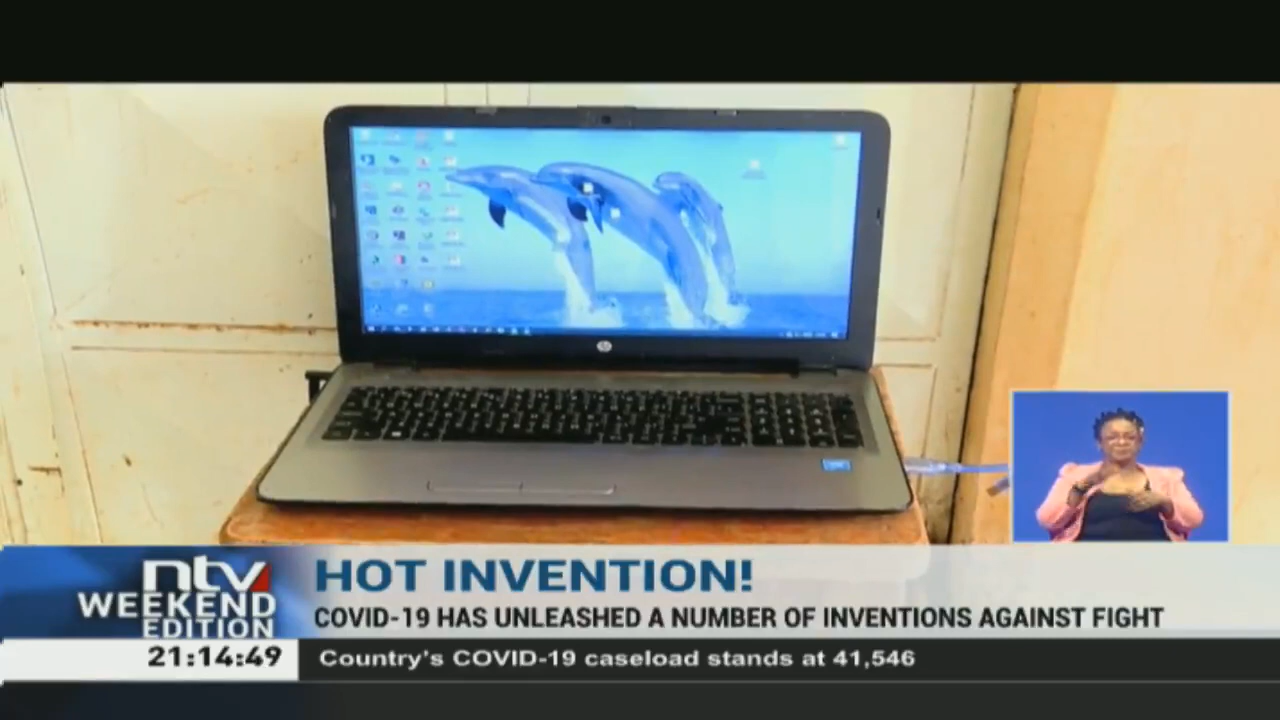 hp
ntv
WEEKEND
EDITION
21:14:49
HOT INVENTION!
COVID-19 HAS UNLEASHED A NUMBER OF INVENTIONS AGAINST FIGHT
Country's COVID-19 caseload stands at 41,546